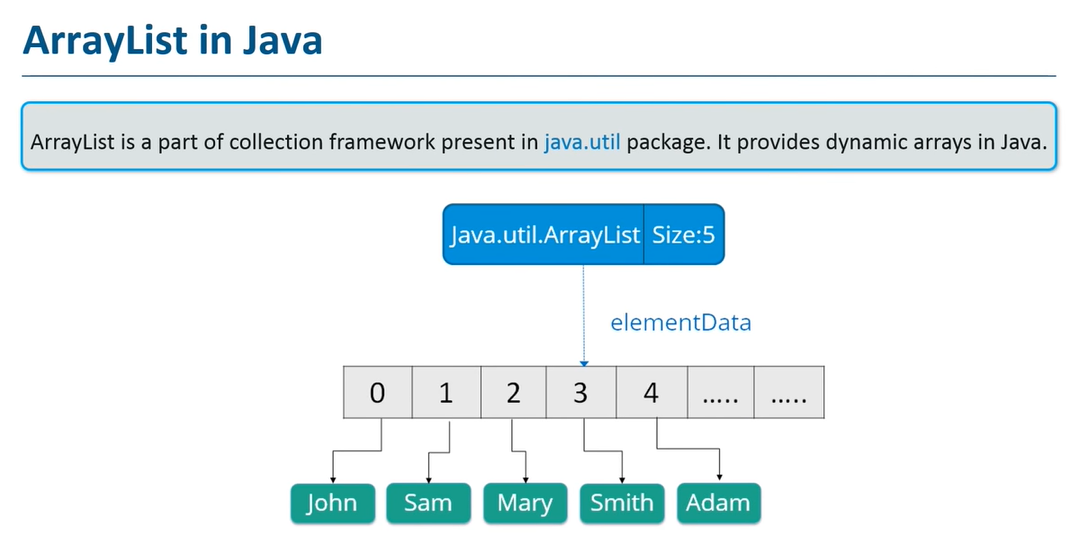 ArrayList in Java
ArrayList is a part of collection framework present in java.util package. It provides dynamic arrays in Java.
Java.util.ArrayList Size:5
elementData
0 1 2 3 4 ..... .....
John Sam Mary Smith Adam